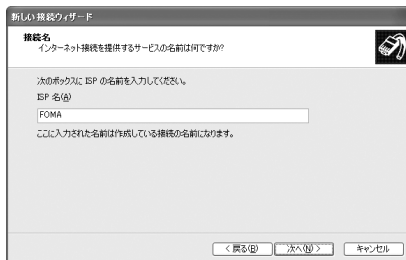 新しい接続ウィザード
接続名
インターネット接続を提供するサービスの名前は何ですか?
次のボックスに ISP の名前を入力してください。
ISP 名(A)
FOMA
ここに入力された名前は作成している接続の名前になります。
< 戻る(B)
次へ(N) >
キャンセル